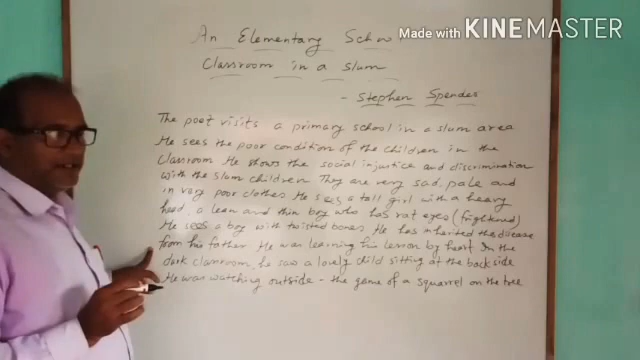 An Elementary School
Made with KINEMASTER
Classroom in a Slum
- Stephen Spender
The poet visits a primary school in a slum area
He sees the poor condition of the children in the
Classroom He shows the social injustice and discrimination
with the slum children. They are very sad, pale and
in very poor clothes. He sees a tall girl with a heavy
head, a lean and thin boy who has rat eyes (frightened)
He sees a boy with twisted bones. He has inherited the disease
from his father. He was learning his lesson by heart In the
dark classroom, he saw a lovely child sitting at the back side
He was watching outside - the game of a squarrel on the tree